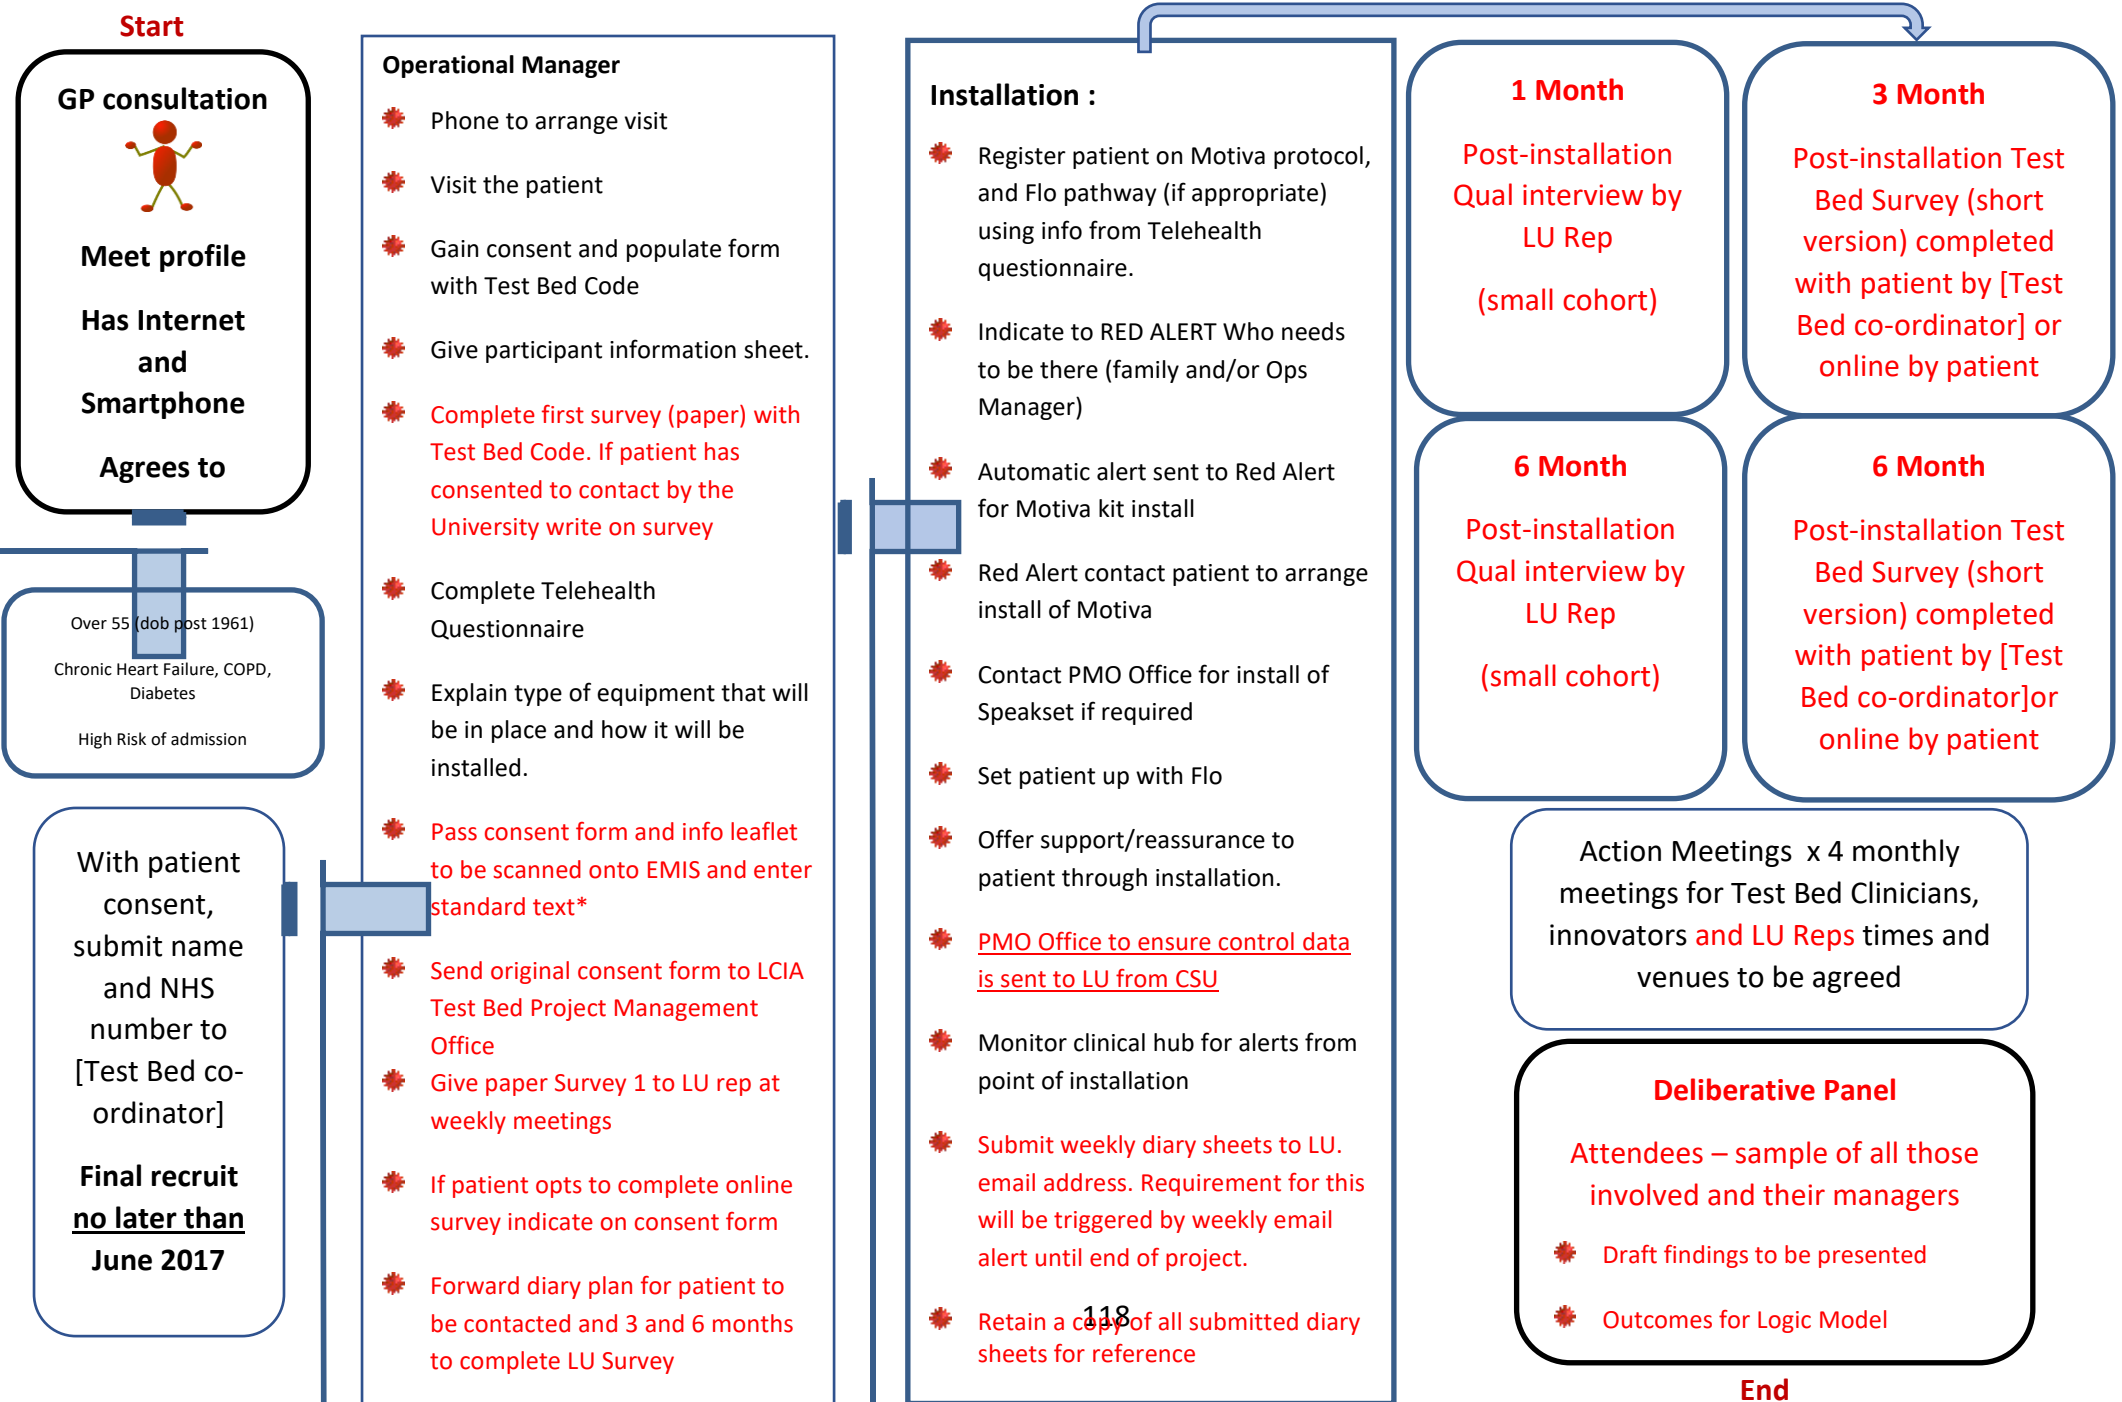 Start
GP consultation
Meet profile
Has Internet
and
Smartphone
Agrees to
Over 55 (dob post 1961)
Chronic Heart Failure, COPD,
Diabetes
High Risk of admission
With patient
consent,
submit name
and NHS
number to
[Test Bed co-
ordinator]
Final recruit
no later than
June 2017
Operational Manager
Phone to arrange visit
Visit the patient
Gain consent and populate form
with Test Bed Code
Give participant information sheet.
Complete first survey (paper) with
Test Bed Code. If patient has
consented to contact by the
University write on survey
Complete Telehealth
Questionnaire
Explain type of equipment that will
be in place and how it will be
installed.
Pass consent form and info leaflet
to be scanned onto EMIS and enter
standard text*
Send original consent form to LCIA
Test Bed Project Management
Office
Give paper Survey 1 to LU rep at
weekly meetings
If patient opts to complete online
survey indicate on consent form
Forward diary plan for patient to
be contacted and 3 and 6 months
to complete LU Survey
Installation :
Register patient on Motiva protocol,
and Flo pathway (if appropriate)
using info from Telehealth
questionnaire.
Indicate to RED ALERT Who needs
to be there (family and/or Ops
Manager)
Automatic alert sent to Red Alert
for Motiva kit install
Red Alert contact patient to arrange
install of Motiva
Contact PMO Office for install of
Speakset if required
Set patient up with Flo
Offer support/reassurance to
patient through installation.
PMO Office to ensure control data
is sent to LU from CSU
Monitor clinical hub for alerts from
point of installation
Submit weekly diary sheets to LU.
email address. Requirement for this
will be triggered by weekly email
alert until end of project.
Retain a copy of all submitted diary
sheets for reference
118
1 Month
Post-installation
Qual interview by
LU Rep
(small cohort)
3 Month
Post-installation Test
Bed Survey (short
version) completed
with patient by [Test
Bed co-ordinator] or
online by patient
6 Month
Post-installation
Qual interview by
LU Rep
(small cohort)
6 Month
Post-installation Test
Bed Survey (short
version) completed
with patient by [Test
Bed co-ordinator]or
online by patient
Action Meetings x 4 monthly
meetings for Test Bed Clinicians,
innovators and LU Reps times and
venues to be agreed
Deliberative Panel
Attendees – sample of all those
involved and their managers
Draft findings to be presented
Outcomes for Logic Model
End